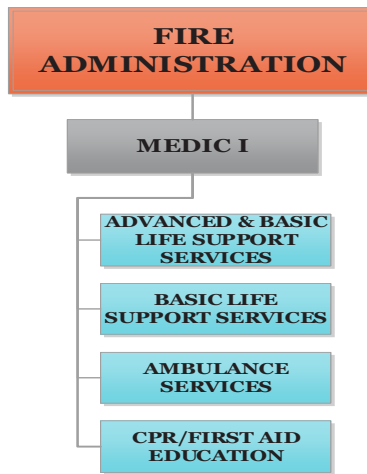 FIRE
ADMINISTRATION
MEDIC I
ADVANCED & BASIC
LIFE SUPPORT
SERVICES
BASIC LIFE
SUPPORT SERVICES
AMBULANCE
SERVICES
CPR/FIRST AID
EDUCATION